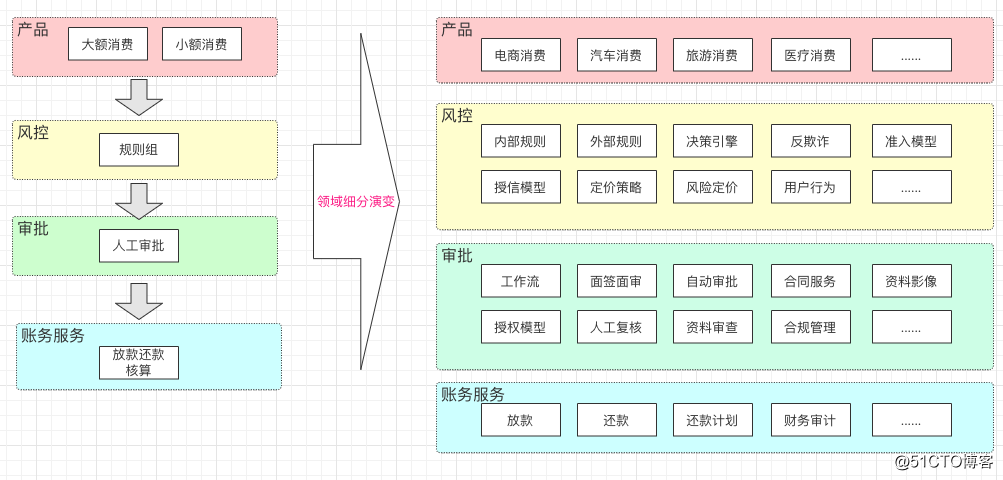 产品
大额消费
小额消费
风控
规则组
审批
人工审批
账务服务
放款还款
核算
领域细分演变
产品
电商消费
汽车消费
旅游消费
医疗消费
......
风控
内部规则
外部规则
决策引擎
反欺诈
准入模型
授信模型
定价策略
风险定价
用户行为
......
审批
工作流
面签面审
自动审批
合同服务
资料影像
授权模型
人工复核
资料审查
合规管理
......
账务服务
放款
还款
还款计划
财务审计
......
@51CTO博客